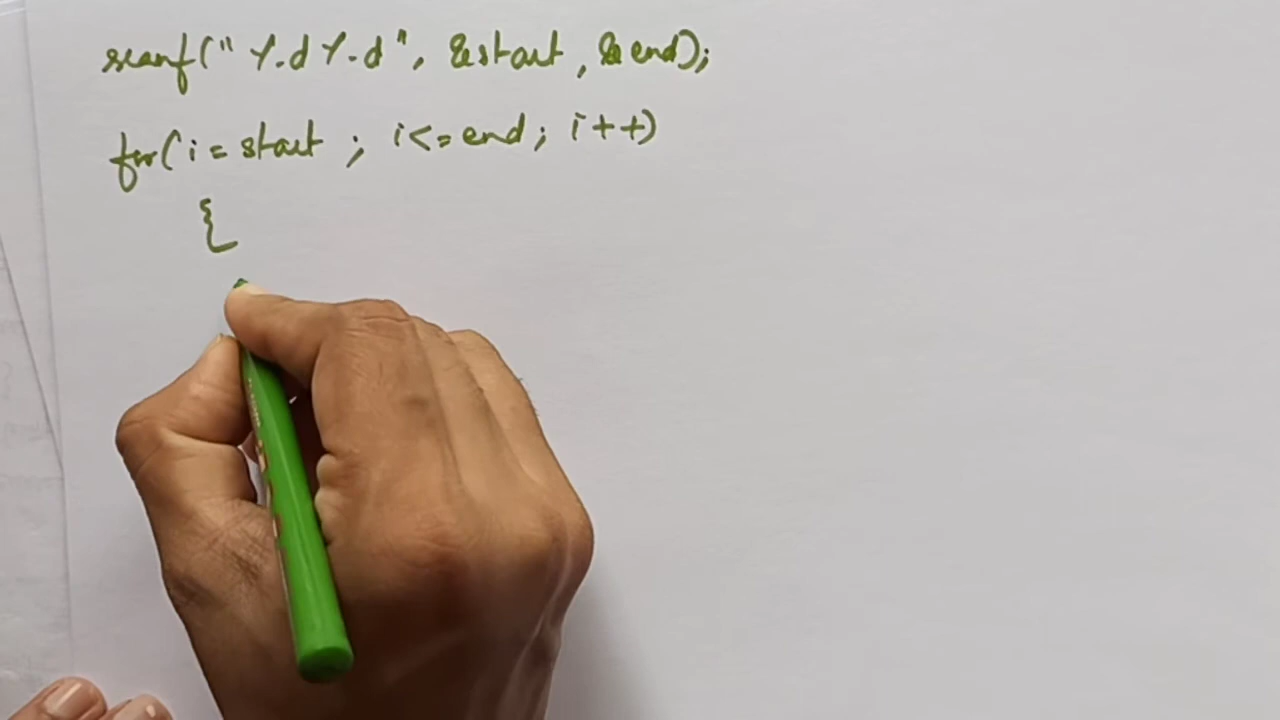 scanf("%d%d", &start, &end);
for(i=start ; i<=end; i++)
{